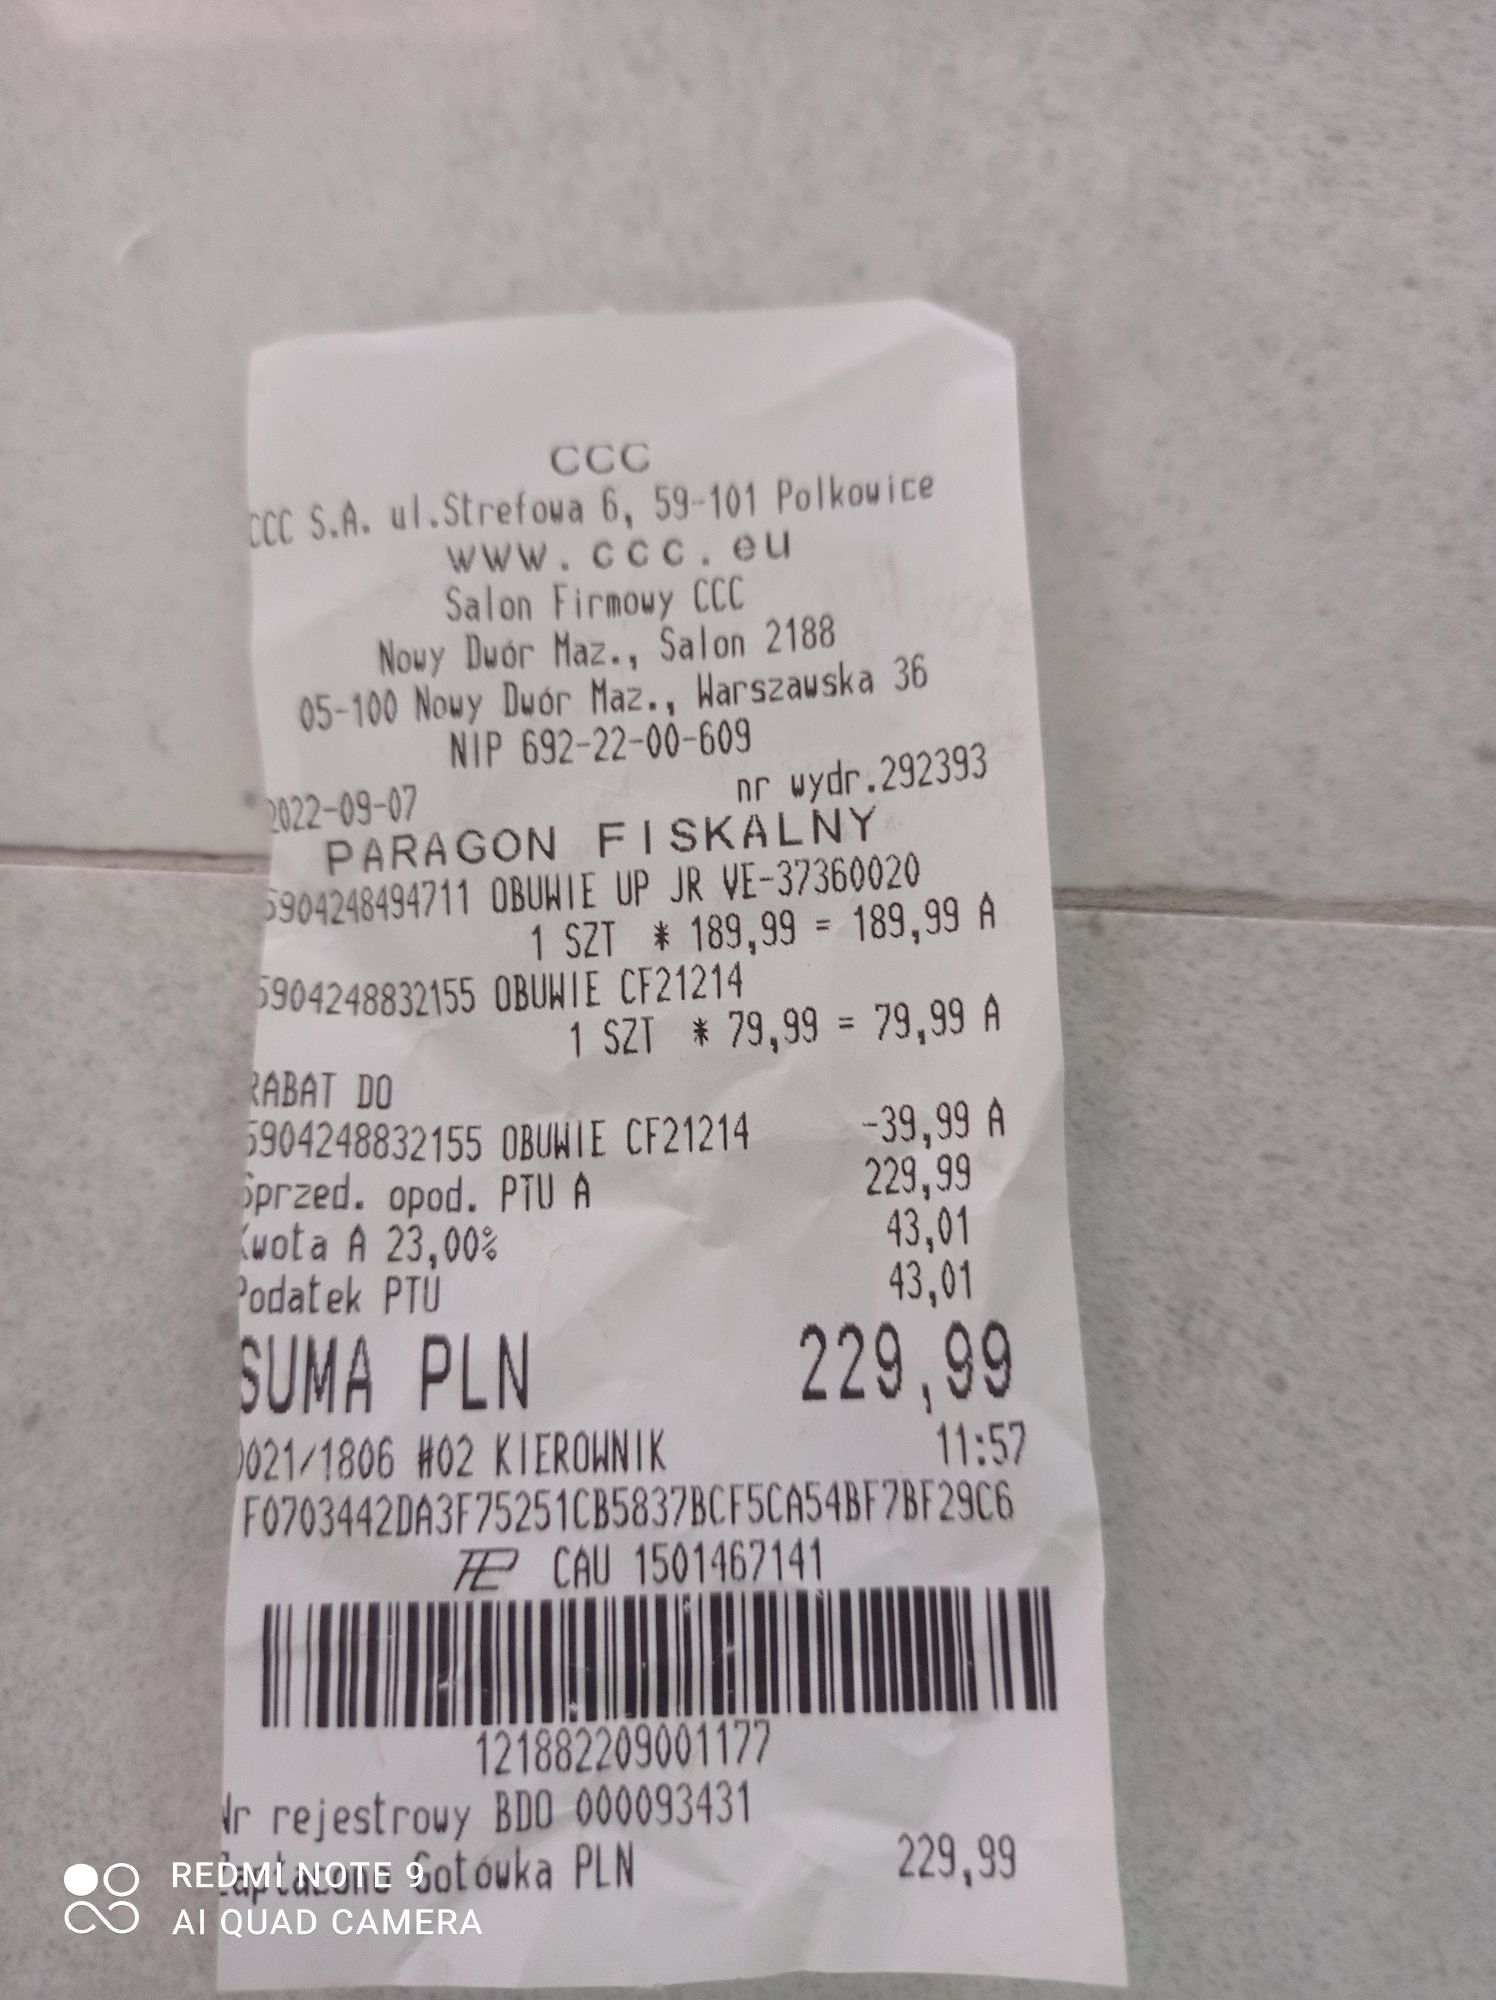 CCC
CCC S.A. ul.Strefowa 6, 59-101 Polkowice
www.ccc.eu
Salon Firmowy CCC
Nowy Dwór Maz., Salon 2188
05-100 Nowy Dwór Maz., Warszawska 36
NIP 692-22-00-609
2022-09-07 nr wydr.292393
PARAGON FISKALNY
5904248494711 OBUWIE UP JR VE-37360020
1 SZT * 189,99 = 189,99 A
5904248832155 OBUWIE CF21214
1 SZT * 79,99 = 79,99 A
RABAT DO
5904248832155 OBUWIE CF21214 -39,99 A
Sprzed. opod. PTU A 229,99
Kwota A 23,00% 43,01
Podatek PTU 43,01
SUMA PLN 229,99
0021/1806 #02 KIEROWNIK 11:57
F0703442DA3F75251CB5837BCF5CA54BF7BF29C6
CAU 1501467141
121882209001177
Nr rejestrowy BDO 000093431
Zapłacono Gotówka PLN 229,99
REDMI NOTE 9
AI QUAD CAMERA